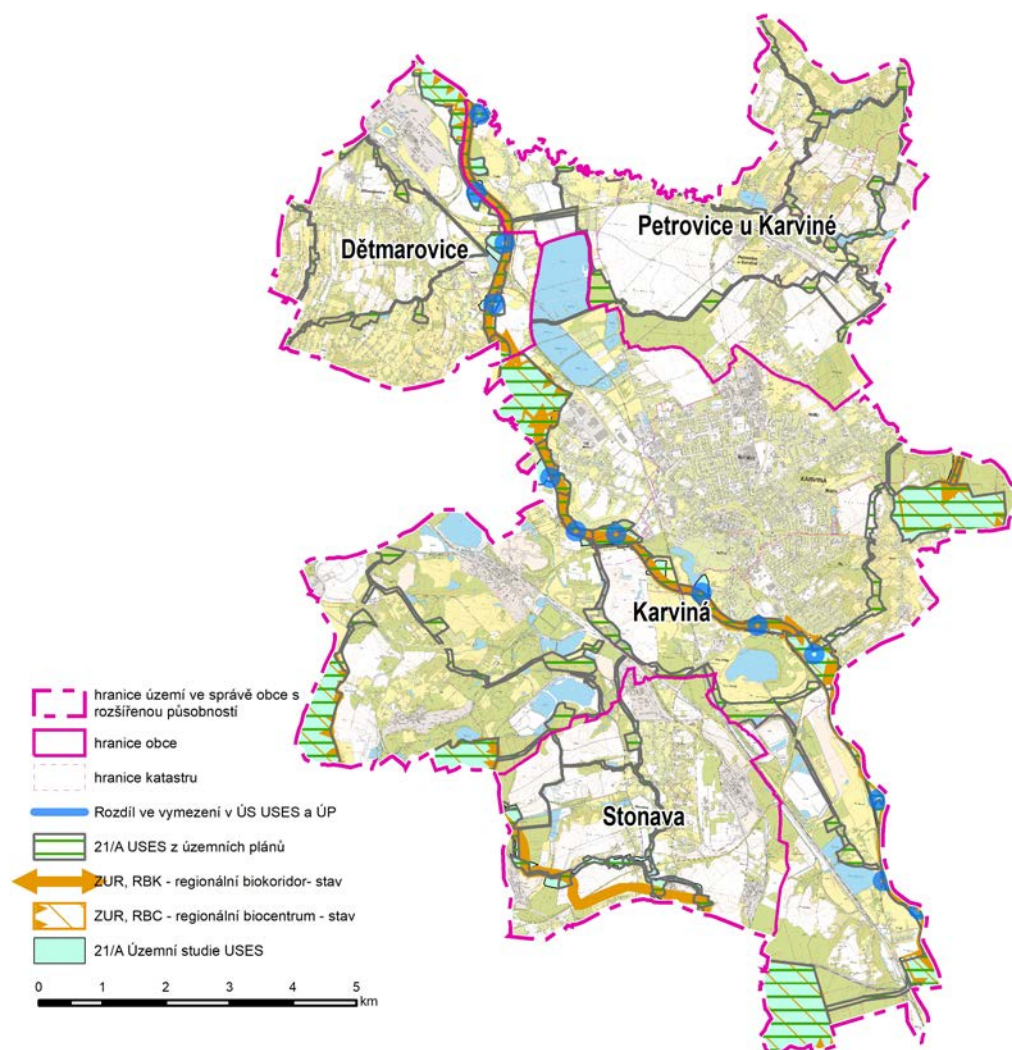 Petrovice u Karviné
Dětmarovice
Karviná
Stonava
KARVINÁ
hranice území ve správě obce s
rozšířenou působností
hranice obce
hranice katastru
Rozdíl ve vymezení v ÚS USES a ÚP
21/A USES z územních plánů
ZUR, RBK - regionální biokoridor- stav
ZUR, RBC - regionální biocentrum - stav
21/A Územní studie USES
0 1 2 3 4 5
km